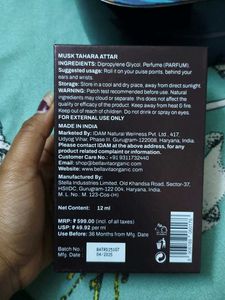 MUSK TAHARA ATTAR
INGREDIENTS: Dipropylene Glycol, Perfume (PARFUM).
Suggested usage: Roll it on your pulse points, behind your ears and wrists.
Storage: Store in a cool and dry place, away from direct sunlight
Warning: Patch test recommended before use. Natural
ingredients may cloud or separate, this does not affect the
quality or efficacy of the product. Keep away from heat & fire.
Keep out of reach of children. Do not drink or spray on eyes.
FOR EXTERNAL USE ONLY
MADE IN INDIA
Marketed By: IDAM Natural Wellness Pvt. Ltd., 417,
Udyog Vihar, Phase III, Gurugram 122008, Haryana, India.
Please contact IDAM at the above address, for any
product related complaint or information.
Customer Care No.: +91 9311732440
Email: shop@bellavitaorganic.com
Website: www.bellavitaorganic.com
Manufactured By.
Stella Industries Limited, Old Khandsa Road, Sector-37,
HSIIDC, Gurugram 122 004, Haryana, India.
M. L. No. M: 123-Cos-(H)
Net Content: 12 ml
MRP: ₹ 599.00 (incl. of all taxes)
USP: ₹ 49.92 per ml
Use Before: 36 Months from Mfg. Date
Batch No.
Mfg. Date
04/2025